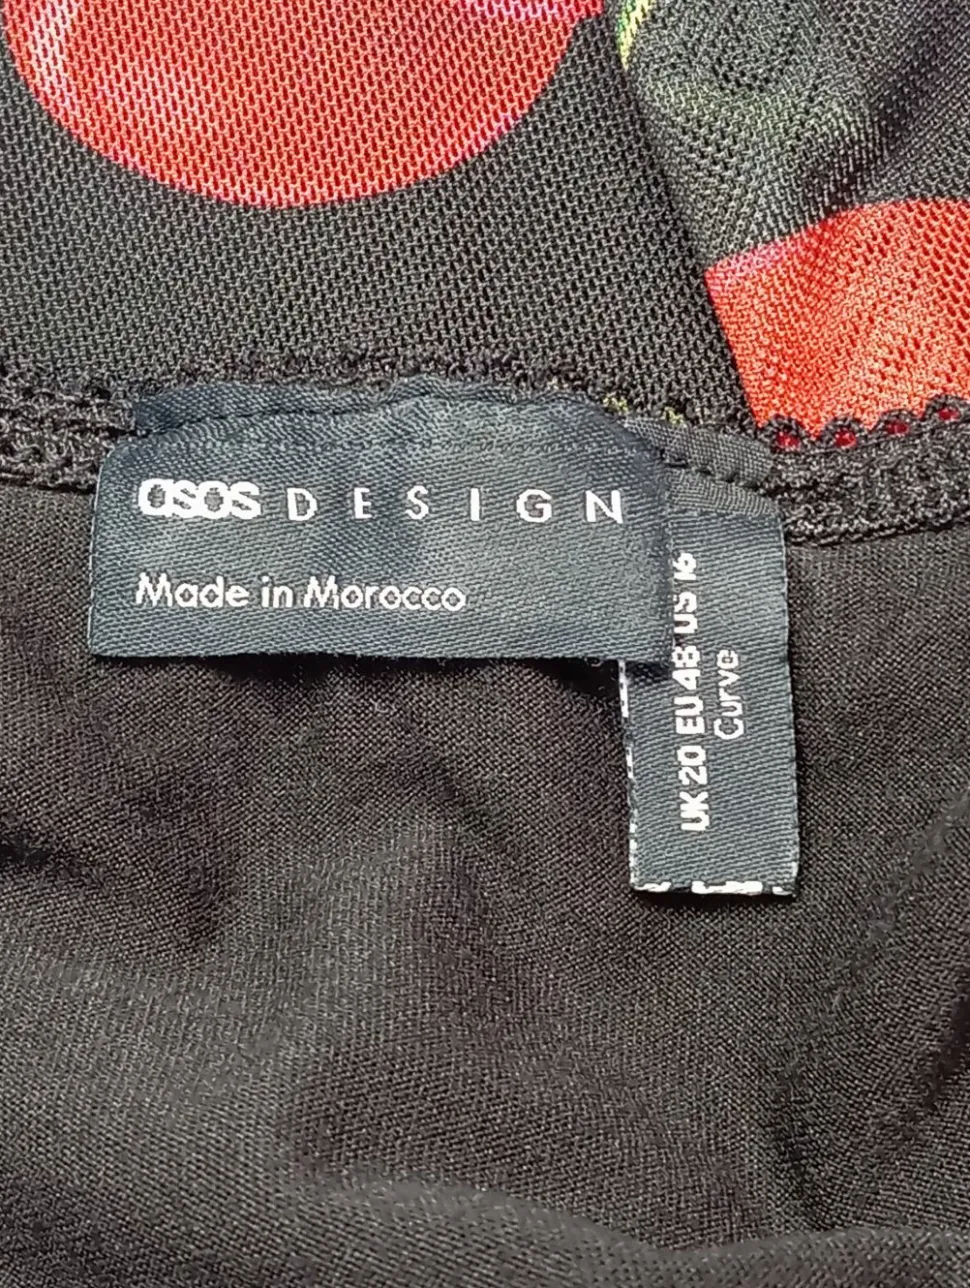 asos DESIGN
Made in Morocco
UK 20 EU 48 US 16
Curve